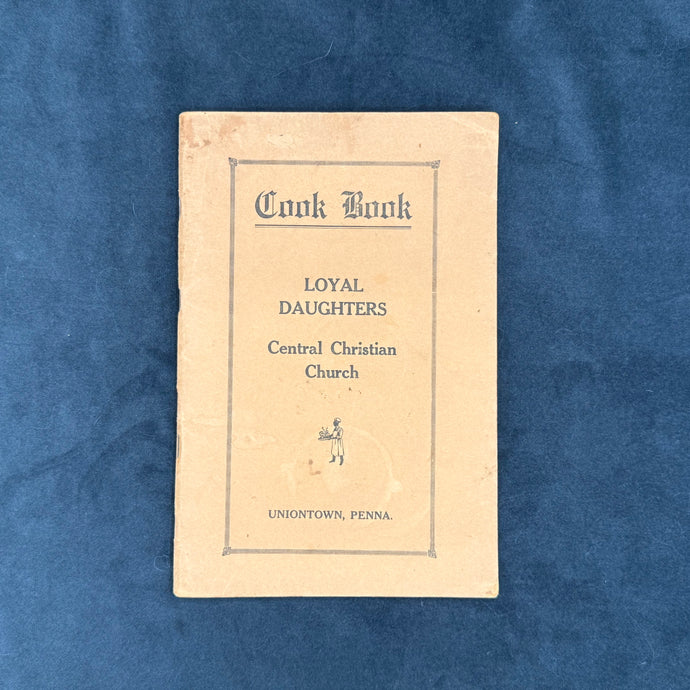 Cook Book
LOYAL
DAUGHTERS
Central Christian
Church
UNIONTOWN, PENNA.